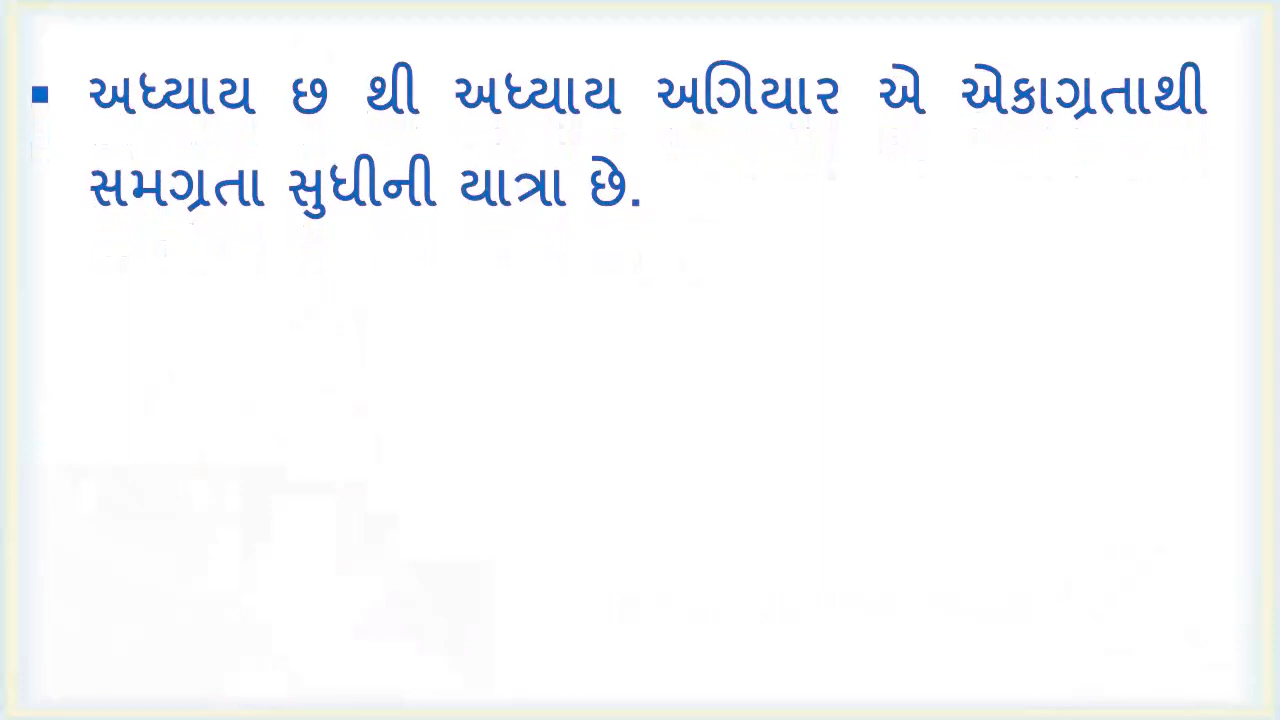 ▪ અધ્યાય છ થી અધ્યાય અગિયાર એ એકાગ્રતાથી
સમગ્રતા સુધીની યાત્રા છે.